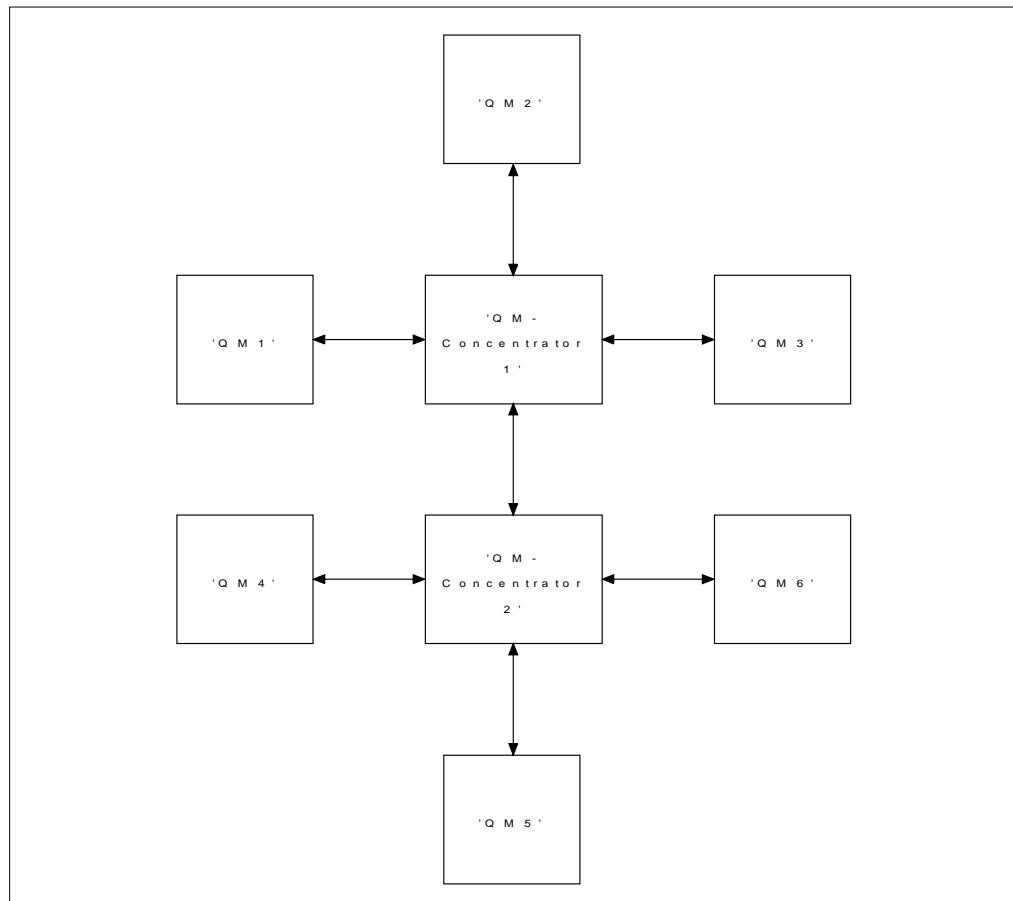 'QM2'
'QM1'
'QM-
Concentrator
1'
'QM3'
'QM4'
'QM-
Concentrator
2'
'QM6'
'QM5'